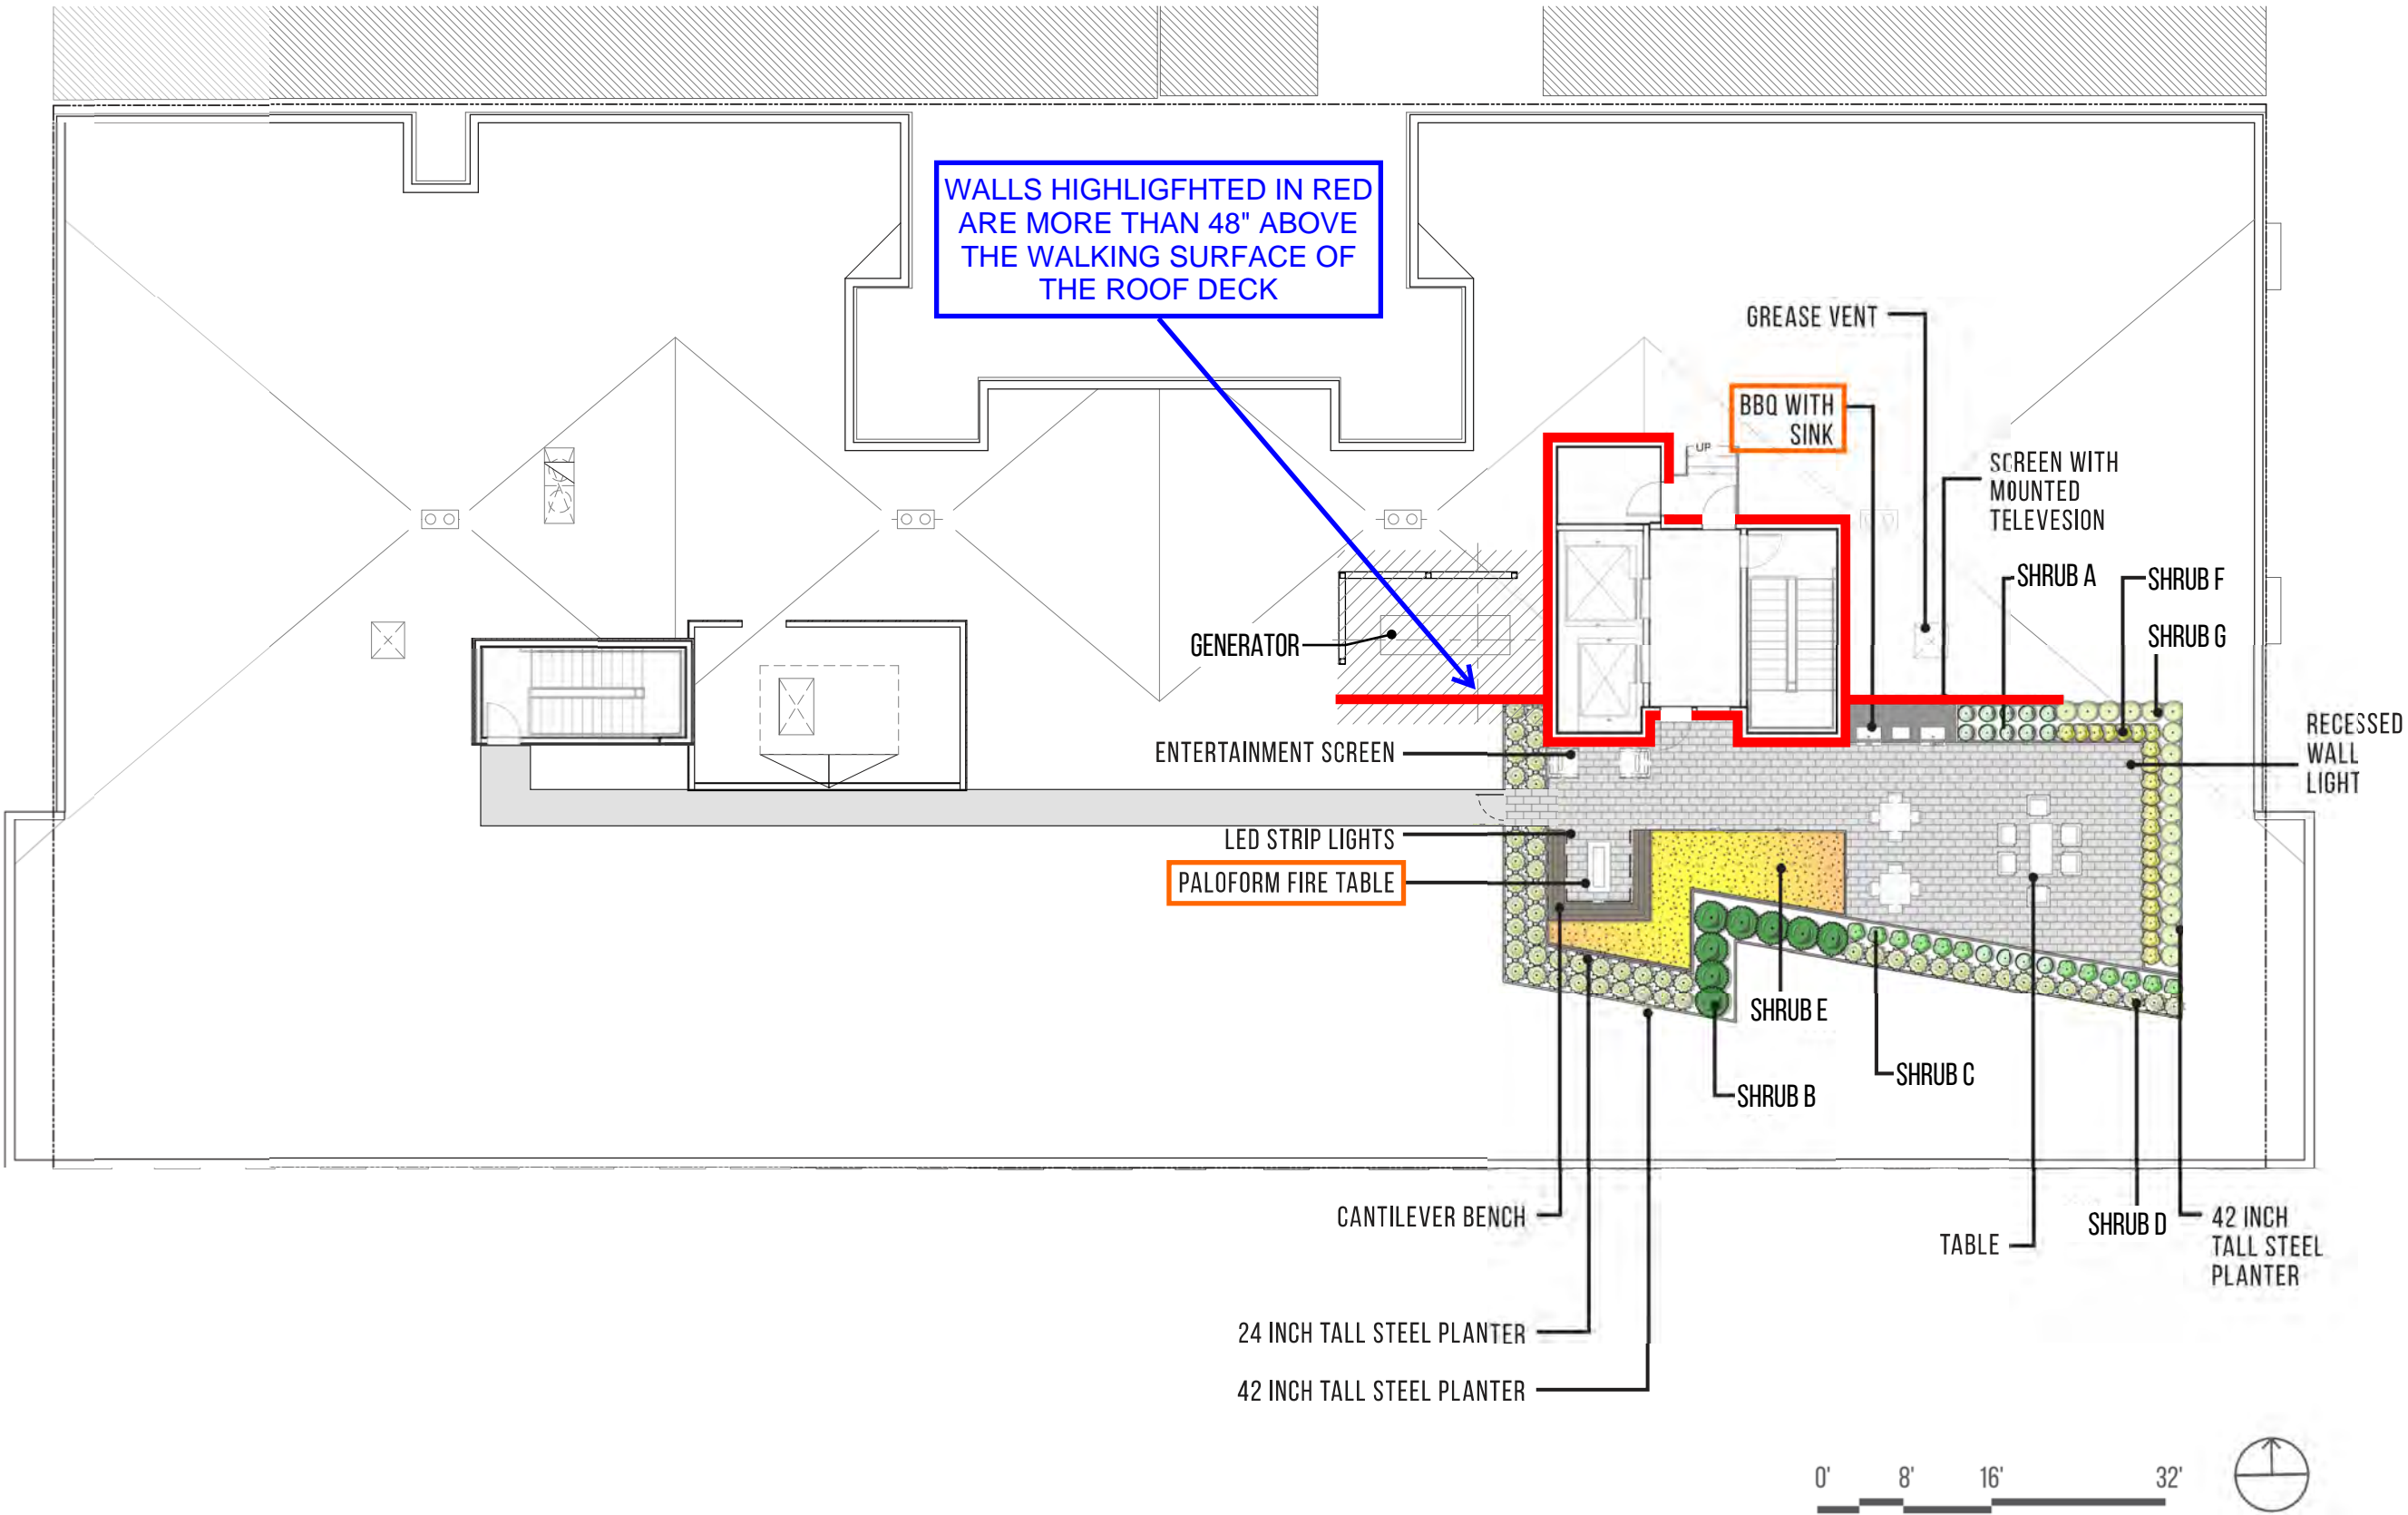 WALLS HIGHLIGFHTED IN RED
ARE MORE THAN 48" ABOVE
THE WALKING SURFACE OF
THE ROOF DECK
GREASE VENT
BBQ WITH
SINK
UP
SCREEN WITH
MOUNTED
TELEVESION
SHRUB A
SHRUB F
SHRUB G
GENERATOR
RECESSED
WALL
LIGHT
ENTERTAINMENT SCREEN
LED STRIP LIGHTS
PALOFORM FIRE TABLE
SHRUB E
SHRUB C
SHRUB B
CANTILEVER BENCH
SHRUB D
42 INCH
TALL STEEL
PLANTER
TABLE
24 INCH TALL STEEL PLANTER
42 INCH TALL STEEL PLANTER
0' 8' 16' 32'